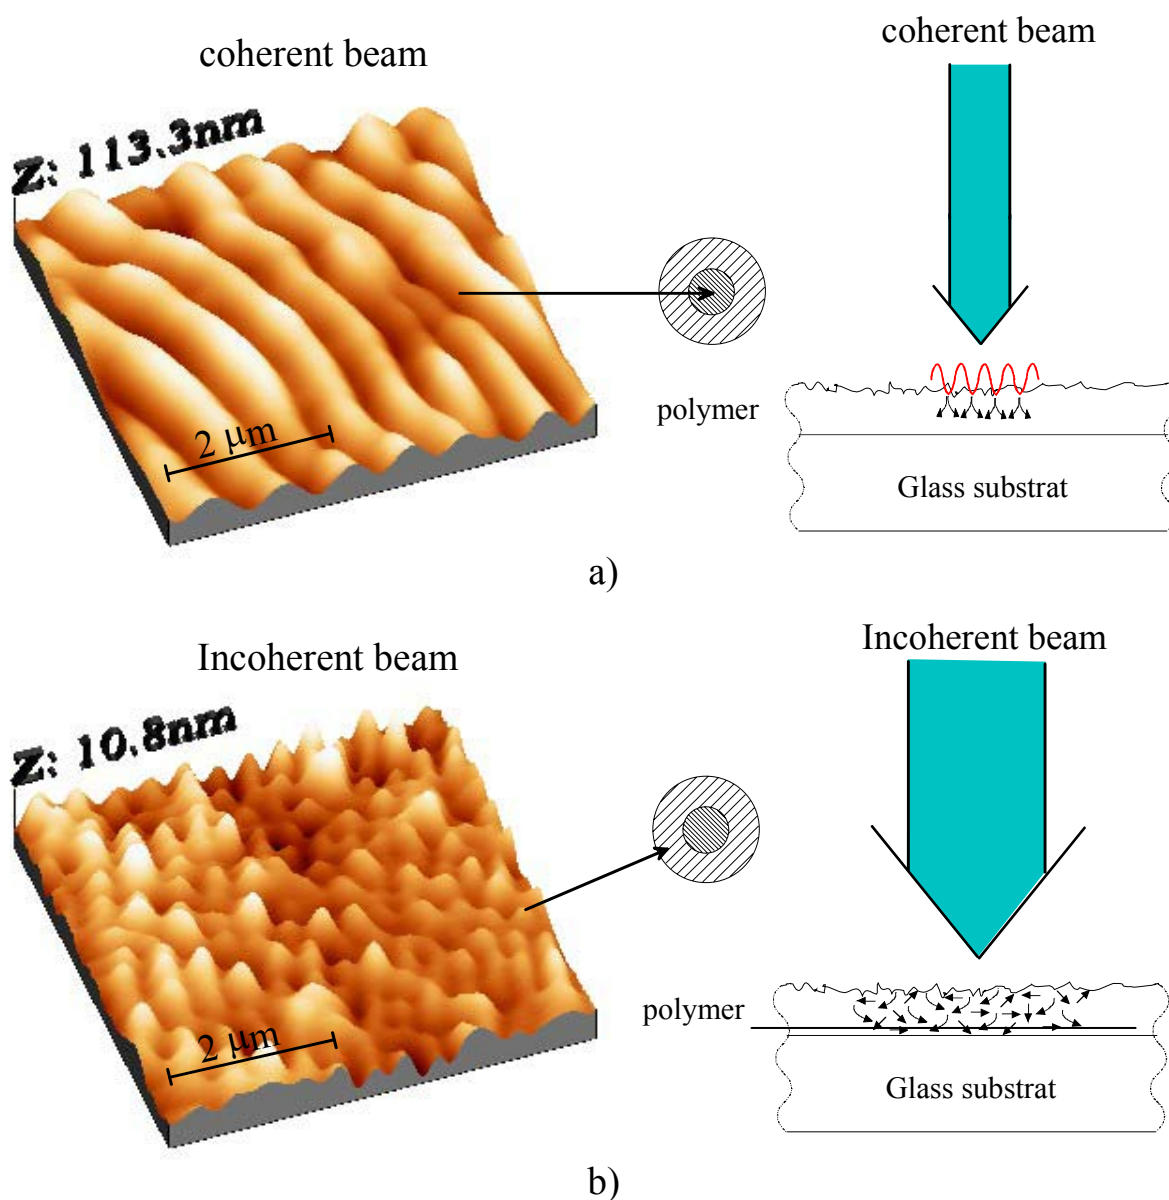 coherent beam
coherent beam
Z: 113.3nm
polymer
2 μm
Glass substrat
a)
Incoherent beam
Incoherent beam
Z: 10.8nm
polymer
2 μm
Glass substrat
b)